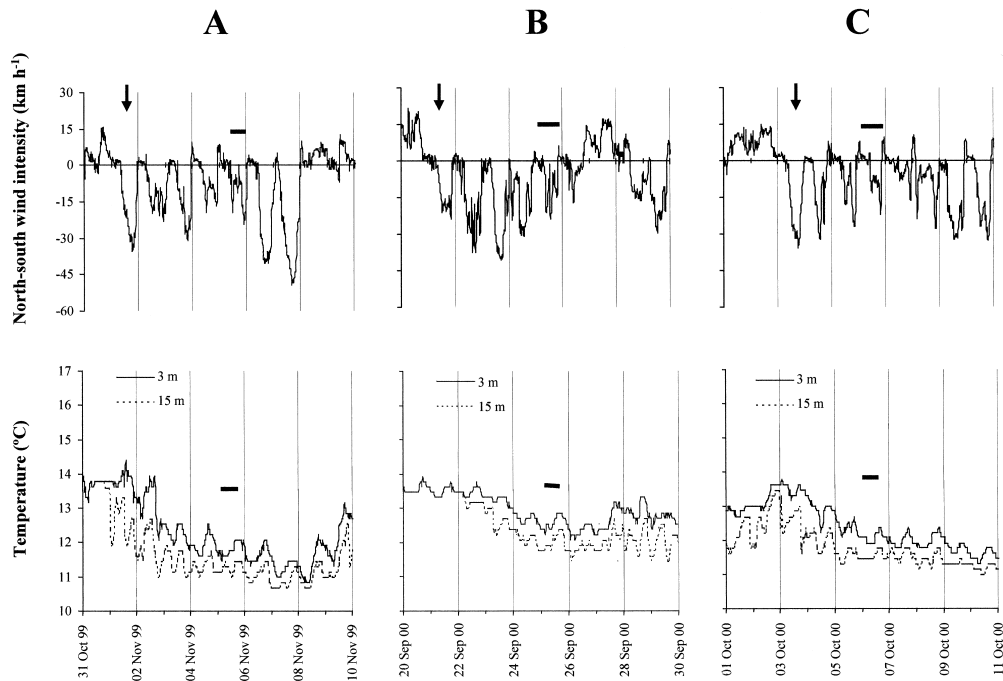 A B C
North-south wind intensity (km h-1)
30
15
0
-15
-30
-45
-60
Temperature (ºC)
17
16
15
14
13
12
11
10
3 m
15 m
3 m
15 m
3 m
15 m
31 Oct 99
02 Nov 99
04 Nov 99
06 Nov 99
08 Nov 99
10 Nov 99
20 Sep 00
22 Sep 00
24 Sep 00
26 Sep 00
28 Sep 00
30 Sep 00
01 Oct 00
03 Oct 00
05 Oct 00
07 Oct 00
09 Oct 00
11 Oct 00